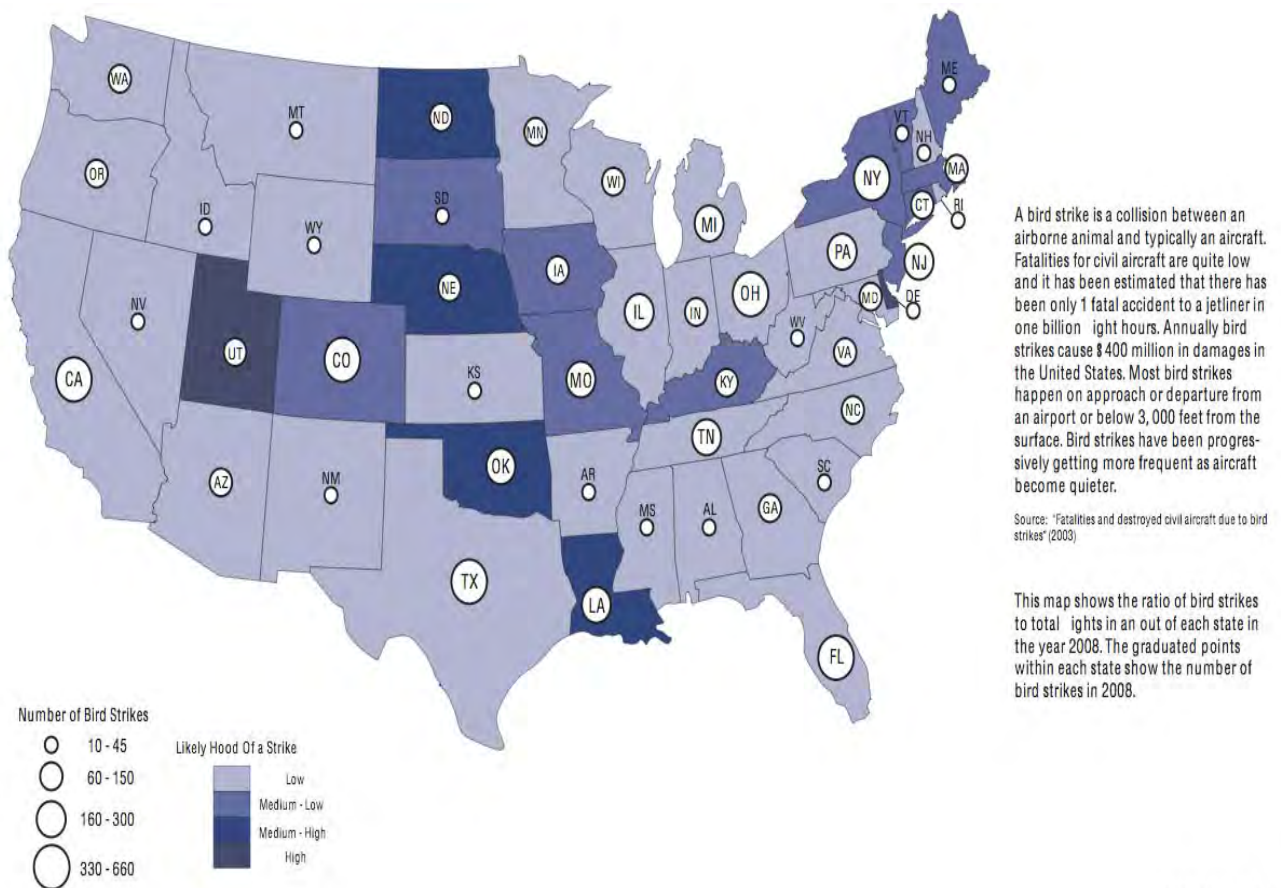 WA
MT
ND
MN
ME
VT
NH
OR
ID
WY
SD
WI
MI
NY
MA
CT
RI
NV
UT
CO
NE
IA
IL
IN
OH
PA
NJ
MD
DE
WV
VA
CA
KS
MO
KY
NC
AZ
NM
OK
AR
TN
SC
MS
AL
GA
TX
LA
FL
A bird strike is a collision between an
airborne animal and typically an aircraft.
Fatalities for civil aircraft are quite low
and it has been estimated that there has
been only 1 fatal accident to a jetliner in
one billion ight hours. Annually bird
strikes cause $400 million in damages in
the United States. Most bird strikes
happen on approach or departure from
an airport or below 3,000 feet from the
surface. Bird strikes have been progres-
sively getting more frequent as aircraft
become quieter.
Source: "Fatalities and destroyed civil aircraft due to bird
strikes" (2003)
This map shows the ratio of bird strikes
to total ights in an out of each state in
the year 2008. The graduated points
within each state show the number of
bird strikes in 2008.
Number of Bird Strikes
10 - 45
60 - 150
160 - 300
330 - 660
Likely Hood Of a Strike
Low
Medium - Low
Medium - High
High